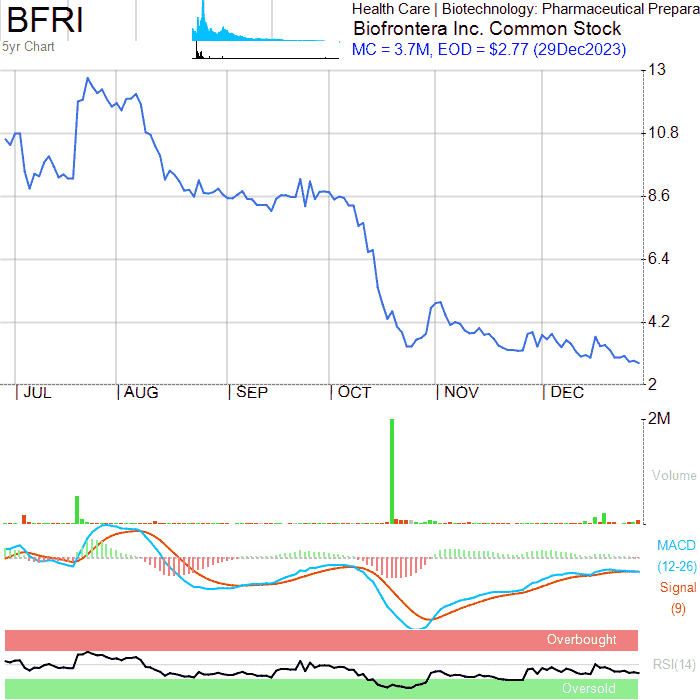 BFRI
5yr Chart
Health Care | Biotechnology: Pharmaceutical Prepara
Biofrontera Inc. Common Stock
MC = 3.7M, EOD = $2.77 (29Dec2023)
13
10.8
8.6
6.4
4.2
2
JUL AUG SEP OCT NOV DEC
2M
Volume
MACD
(12-26)
Signal
(9)
Overbought
RSI(14)
Oversold